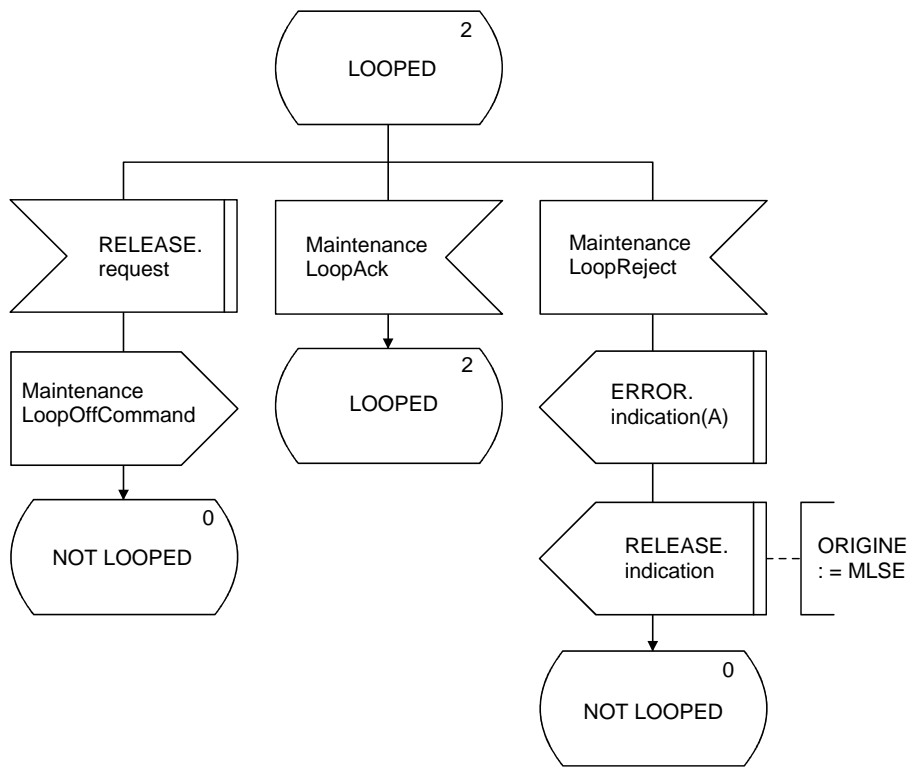 2
LOOPED
RELEASE.
request
Maintenance
LoopAck
Maintenance
LoopReject
Maintenance
LoopOffCommand
2
LOOPED
ERROR.
indication(A)
0
NOT LOOPED
RELEASE.
indication
ORIGINE
: = MLSE
0
NOT LOOPED